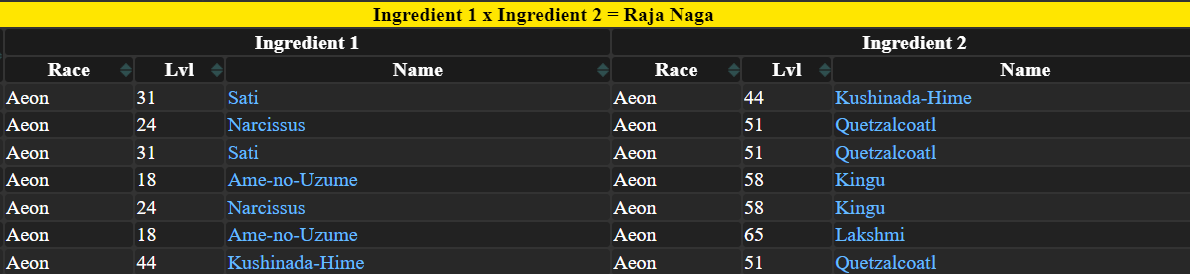 Ingredient 1 x Ingredient 2 = Raja Naga
Ingredient 1 Ingredient 2
Race Lvl Name Race Lvl Name
Aeon 31 Sati Aeon 44 Kushinada-Hime
Aeon 24 Narcissus Aeon 51 Quetzalcoatl
Aeon 31 Sati Aeon 51 Quetzalcoatl
Aeon 18 Ame-no-Uzume Aeon 58 Kingu
Aeon 24 Narcissus Aeon 58 Kingu
Aeon 18 Ame-no-Uzume Aeon 65 Lakshmi
Aeon 44 Kushinada-Hime Aeon 51 Quetzalcoatl